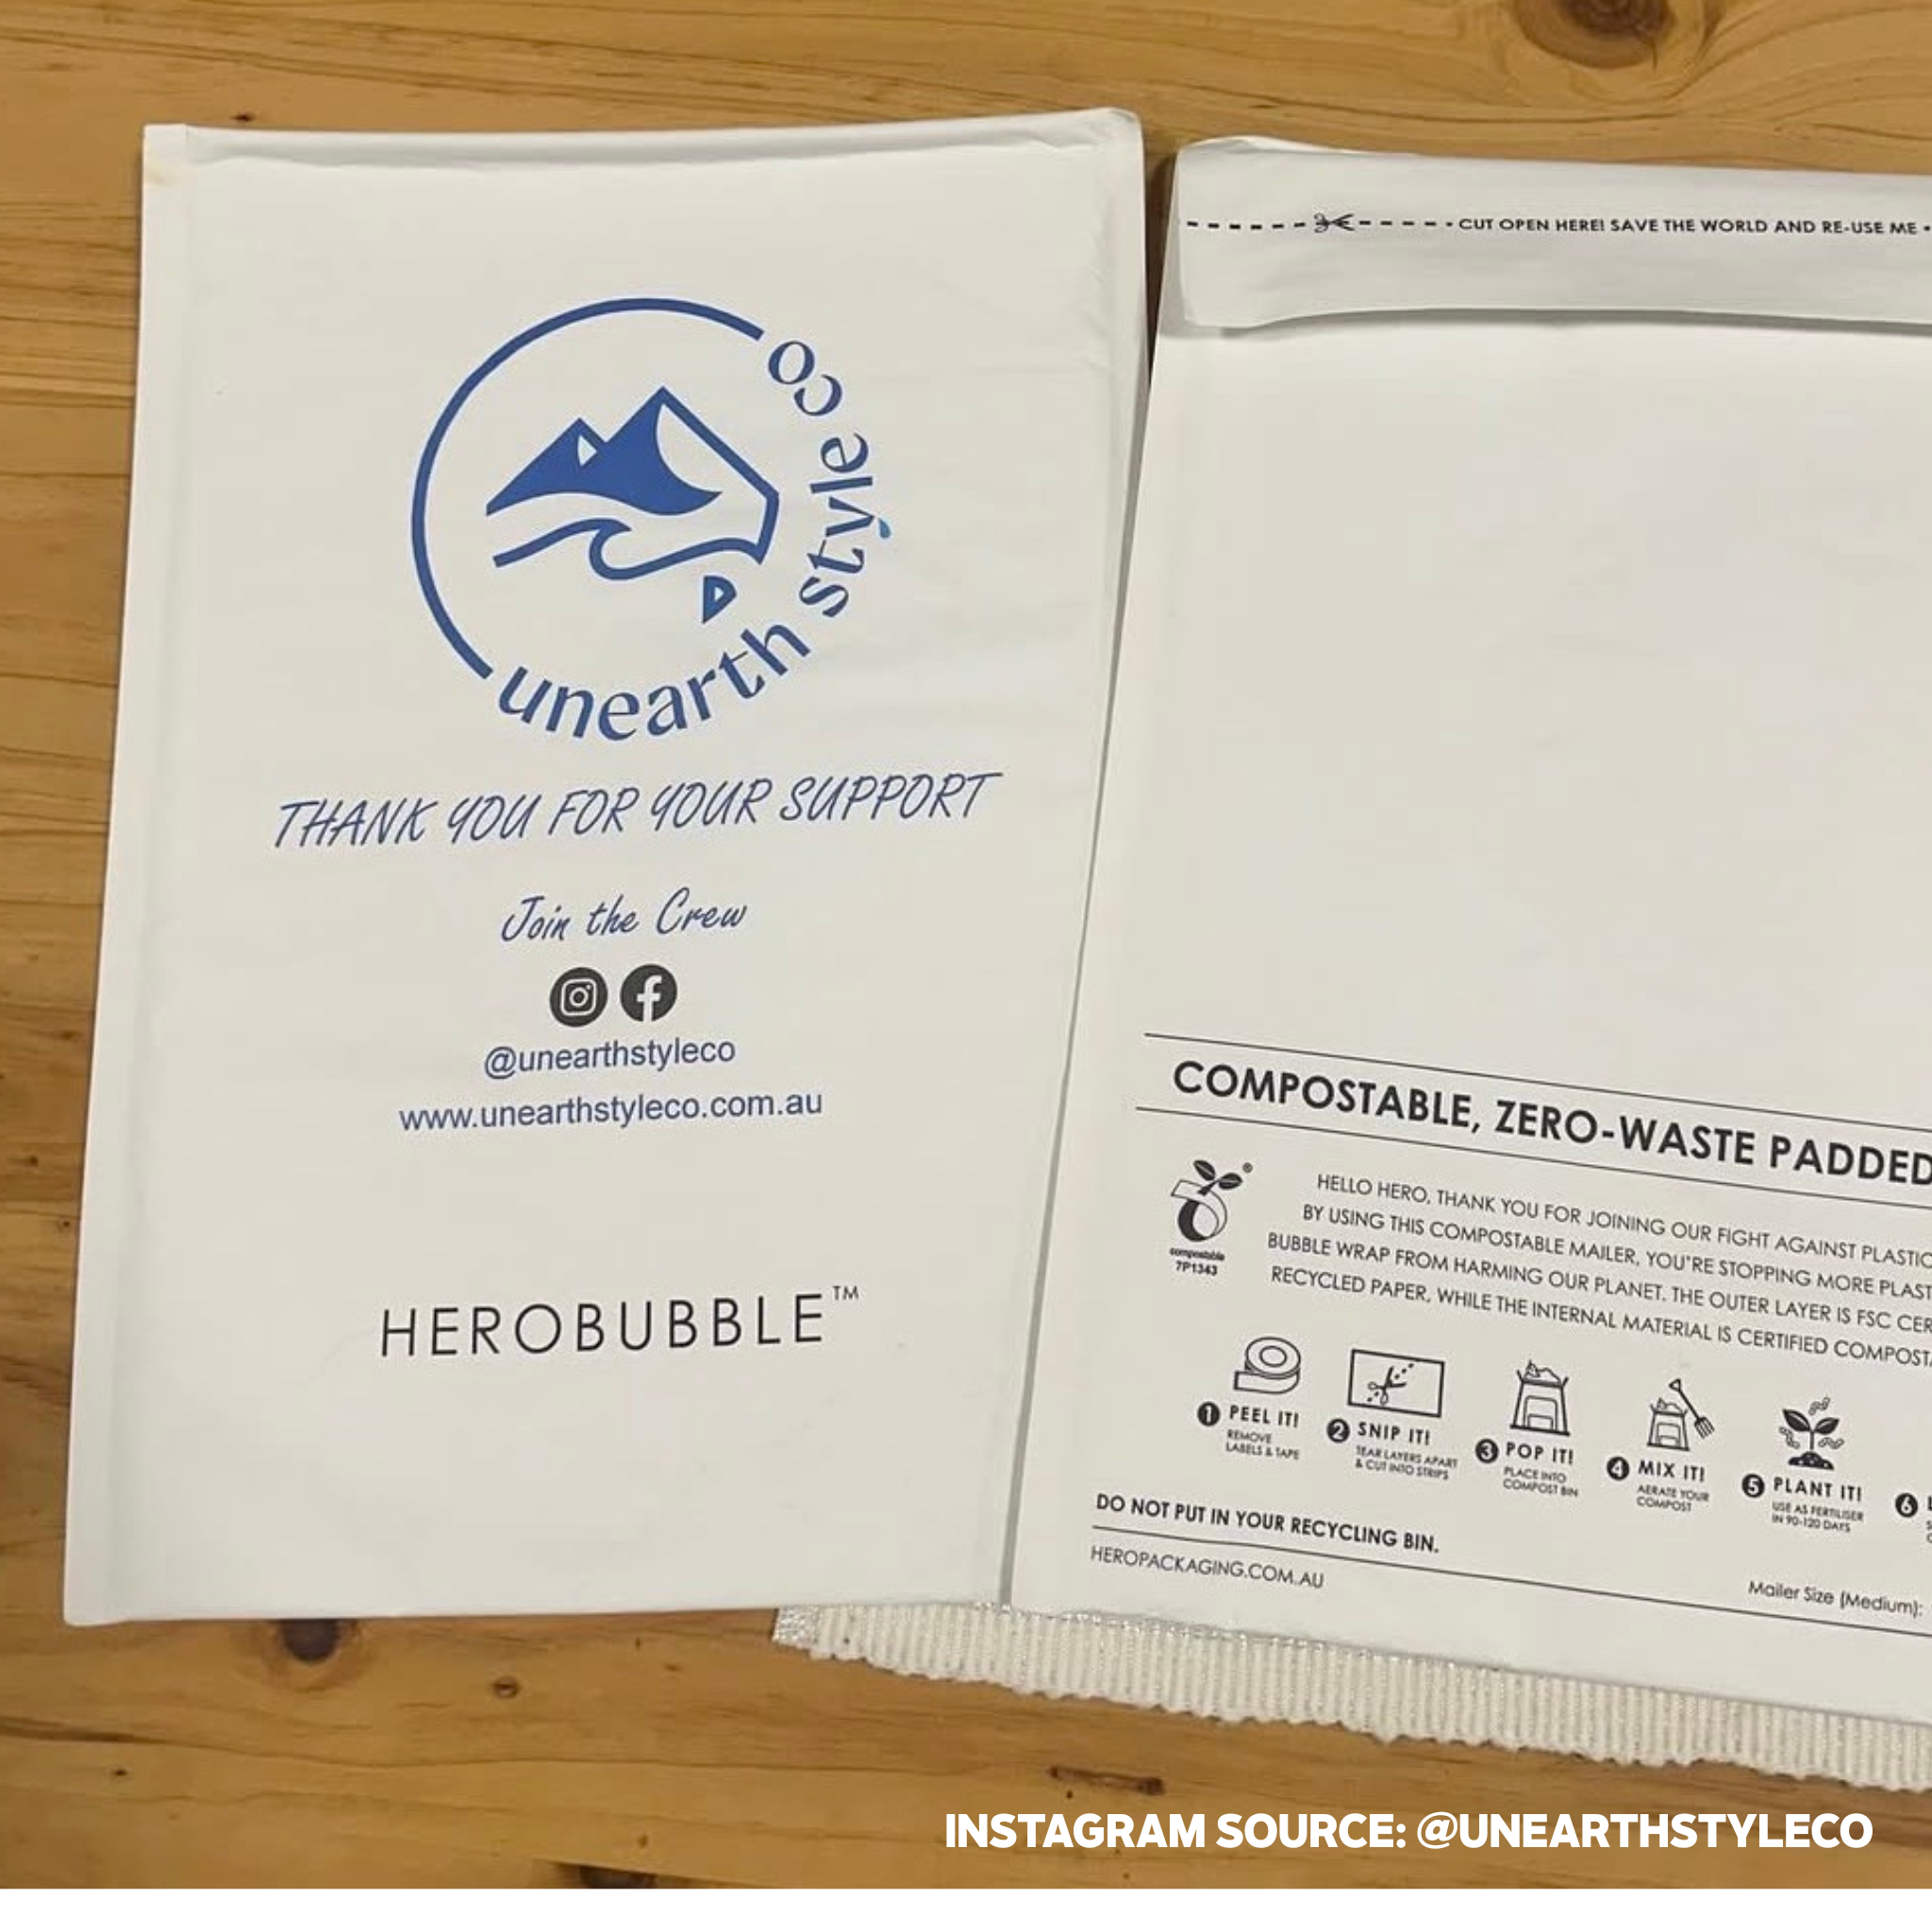 unearth style co
THANK YOU FOR YOUR SUPPORT
Join the Crew
@unearthstyleco
www.unearthstyleco.com.au
HEROBUBBLE™
CUT OPEN HERE! SAVE THE WORLD AND RE-USE ME
COMPOSTABLE, ZERO-WASTE PADDED
HELLO HERO, THANK YOU FOR JOINING OUR FIGHT AGAINST PLASTIC
BY USING THIS COMPOSTABLE MAILER, YOU'RE STOPPING MORE PLAST
BUBBLE WRAP FROM HARMING OUR PLANET. THE OUTER LAYER IS FSC CER
RECYCLED PAPER, WHILE THE INTERNAL MATERIAL IS CERTIFIED COMPOST
®
compostable
7P1343
1 PEEL IT!
REMOVE
LABELS & TAPE
2 SNIP IT!
TEAR LAYERS APART
& CUT INTO STRIPS
3 POP IT!
PLACE INTO
COMPOST BIN
4 MIX IT!
AERATE YOUR
COMPOST
5 PLANT IT!
USE AS FERTILISER
IN 90-120 DAYS
6
DO NOT PUT IN YOUR RECYCLING BIN.
HEROPACKAGING.COM.AU
Mailer Size (Medium):
INSTAGRAM SOURCE: @UNEARTHSTYLECO